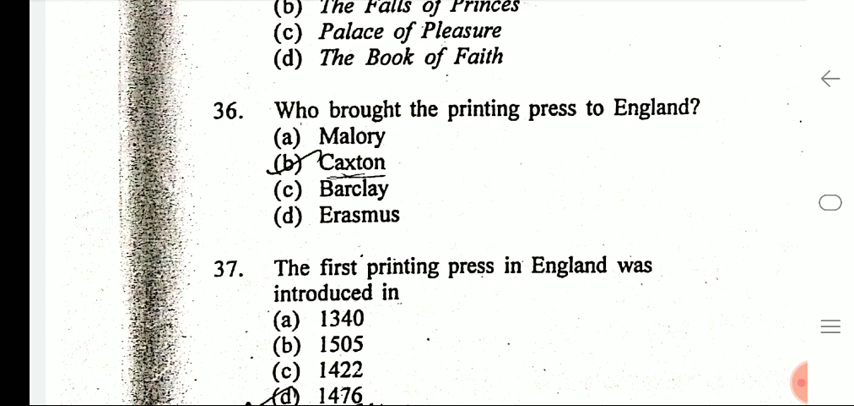 (b) The Falls of Princes
(c) Palace of Pleasure
(d) The Book of Faith
36. Who brought the printing press to England?
(a) Malory
(b) Caxton
(c) Barclay
(d) Erasmus
37. The first printing press in England was
introduced in
(a) 1340
(b) 1505
(c) 1422
(d) 1476